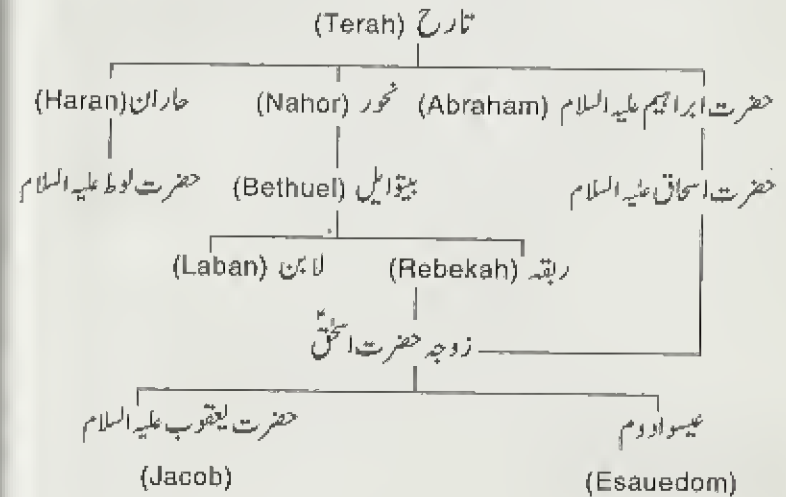 تارح (Terah)
حضرت ابراہیم علیہ السلام (Abraham) نحور (Nahor) حاران (Haran)
حضرت اسحاق علیہ السلام بیتوایل (Bethuel) حضرت لوط علیہ السلام
ربقہ (Rebekah) لابن (Laban)
زوجہ حضرت اسحٰقؑ
عیسو ادوم حضرت یعقوب علیہ السلام
(Esauedom) (Jacob)